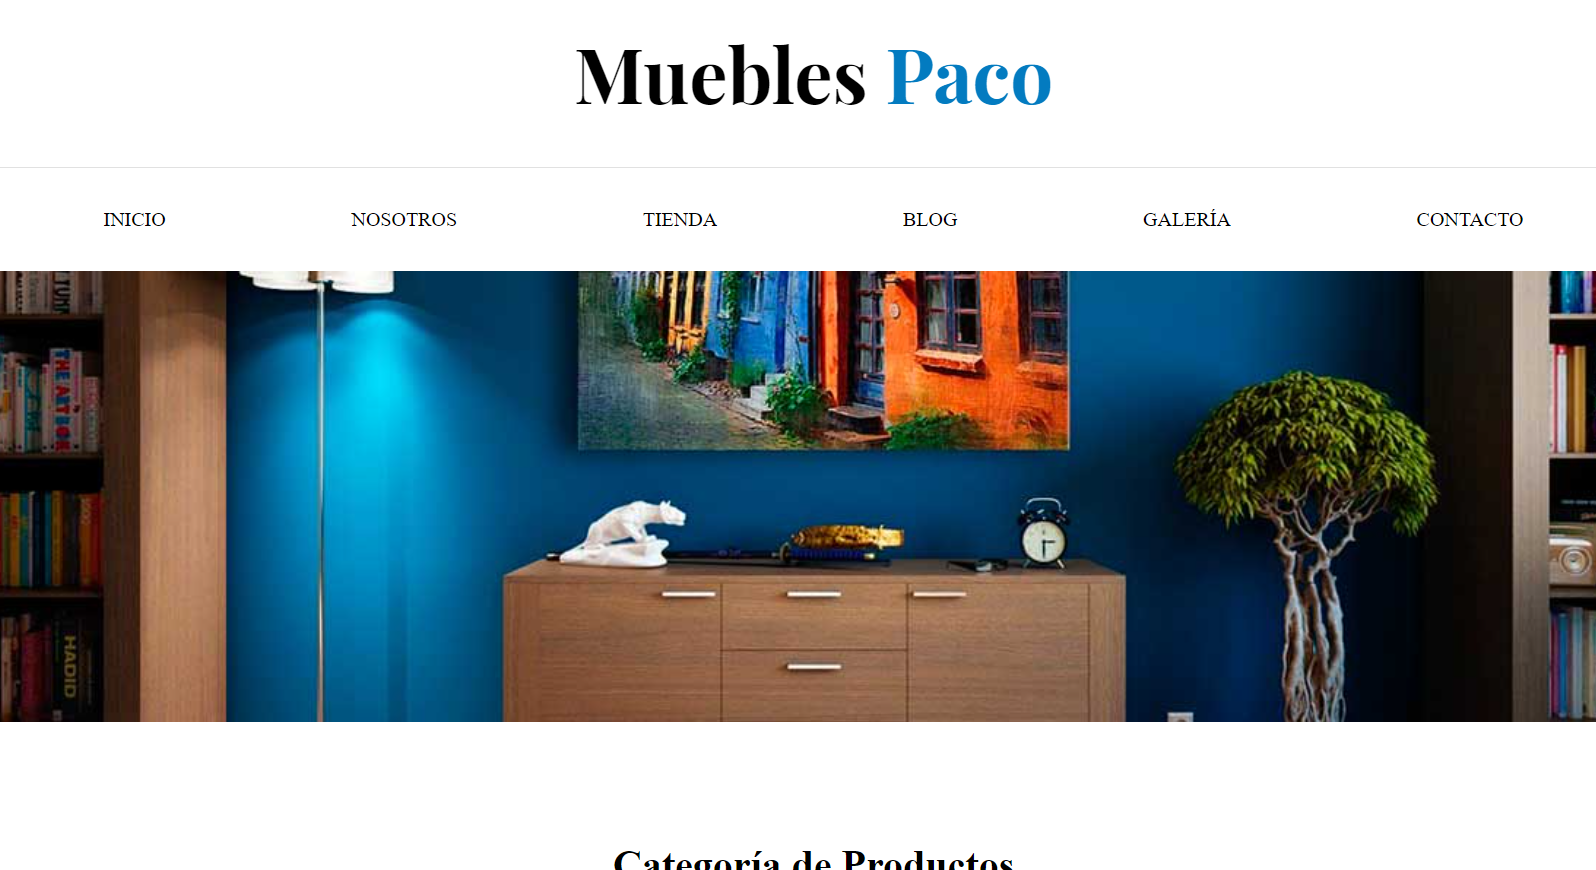 Muebles Paco
INICIO NOSOTROS TIENDA BLOG GALERÍA CONTACTO
THE ART BOOK
HADID
Categoría de Productos